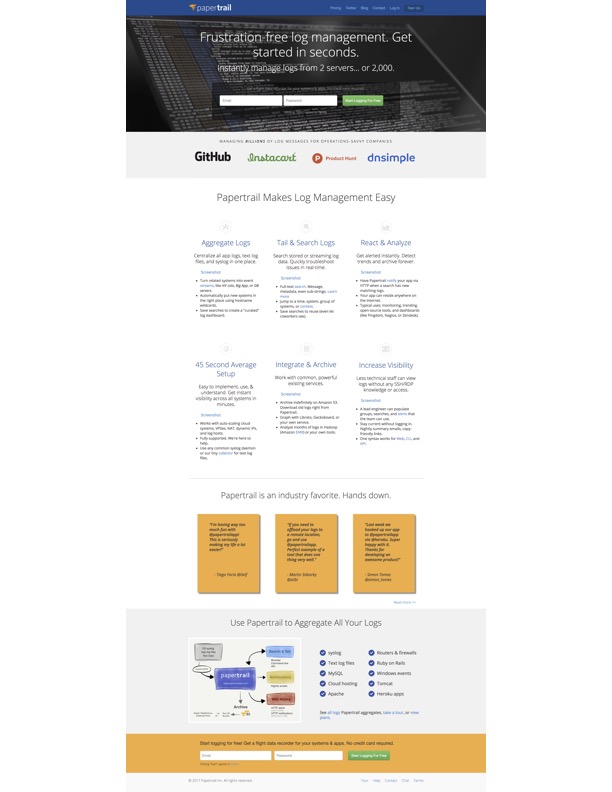 papertrail
Pricing Twitter Blog Contact Log in Sign Up
Frustration-free log management. Get
started in seconds.
Instantly manage logs from 2 servers... or 2,000.
Email Password Start Logging For Free
MANAGING BILLIONS OF LOG MESSAGES FOR OPERATIONS-SAVVY COMPANIES
GitHub Instacart Product Hunt dnsimple
Papertrail Makes Log Management Easy
Aggregate Logs
Centralize all app logs, text log
files, and syslog in one place.
Screenshot
Turn related systems into event
streams, like NY colo, Big App, or DB
servers.
Automatically put new systems in
the right place using hostname
wildcards.
Save searches to create a "curated"
log dashboard.
Tail & Search Logs
Search stored or streaming log
data. Quickly troubleshoot
issues in real-time.
Screenshot
Full text search. Message,
metadata, even sub-strings. Learn
more
Jump to a time, system, group of
systems, or context.
Save searches to reuse (even let
coworkers use).
React & Analyze
Get alerted instantly. Detect
trends and archive forever.
Screenshot
Have Papertrail notify your app via
HTTP when a search has new
matching logs.
Your app can reside anywhere on
the Internet.
Typical uses: monitoring, trending,
open-source tools, and dashboards
(like Pingdom, Nagios, or Zendesk).
45 Second Average
Setup
Easy to implement, use, &
understand. Get instant
visibility across all systems in
minutes.
Screenshot
Works with auto-scaling cloud
systems, VPSes, NAT, dynamic IPs,
and log hosts.
Fully supported. We're here to
help.
Use any common syslog daemon
or our tiny collector for text log
files.
Integrate & Archive
Work with common, powerful
existing services.
Screenshot
Archive indefinitely on Amazon S3.
Download old logs right from
Papertrail.
Graph with Librato, Geckoboard, or
your own service.
Analyze months of logs in Hadoop
(Amazon EMR) or your own tools.
Increase Visibility
Less technical staff can view
logs without any SSH/RDP
knowledge or access.
Screenshot
A lead engineer can populate
groups, searches, and alerts that
the team can use.
Stay current without logging in.
Nightly summary emails, copy-
friendly links.
One syntax works for Web, CLI, and
API.
Papertrail is an industry favorite. Hands down.
"I'm having way too
much fun with
@papertrailapp!
This is seriously
making my life a lot
easier!"
- Tiago Faria @delf
"If you need to
offload your logs to
a remote location,
go and use
@papertrailapp.
Perfect example of a
tool that does one
thing very well."
- Martin Sikorky
"Last week we
hooked up our app
to @papertrailapp
via @heroku. Super
happy with it.
Thanks for
developing an
awesome product!"
- Simon Tomes
@simon_tomes
Read more >>
Use Papertrail to Aggregate All Your Logs
papertrail
Search & Tail
Archive
syslog
Text log files
MySQL
Cloud hosting
Apache
Routers & firewalls
Ruby on Rails
Windows events
Tomcat
Heroku apps
See all logs Papertrail aggregates, take a tour, or view
plans.
Start logging for free! Get a flight data recorder for your systems & apps. No credit card required.
Email Password Start Logging For Free
© 2017 Papertrail Inc. All rights reserved.
Tour Help Contact Chat Terms